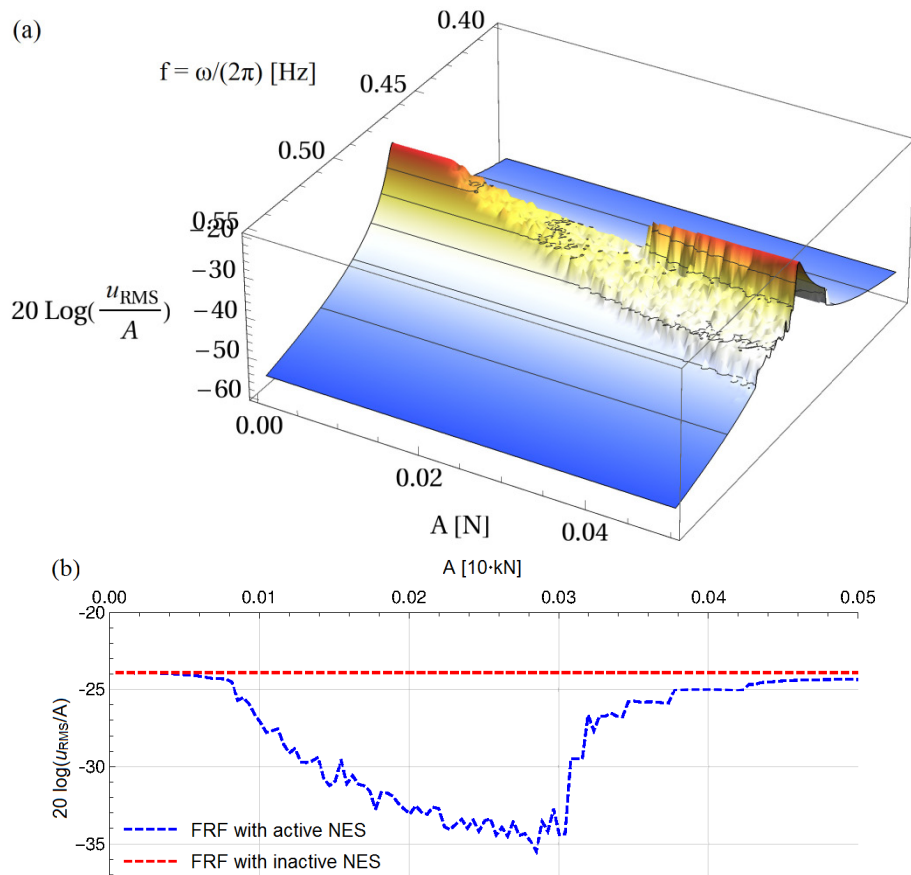 (a)
f = ω/(2π) [Hz]
0.40
0.45
0.50
0.55
−20
−30
20 Log(u_RMS/A)
−40
−50
−60
0.00
0.02
0.04
A [N]
(b)
A [10·kN]
0.00 0.01 0.02 0.03 0.04 0.05
-20
-25
-30
-35
20 log(u_RMS/A)
FRF with active NES
FRF with inactive NES